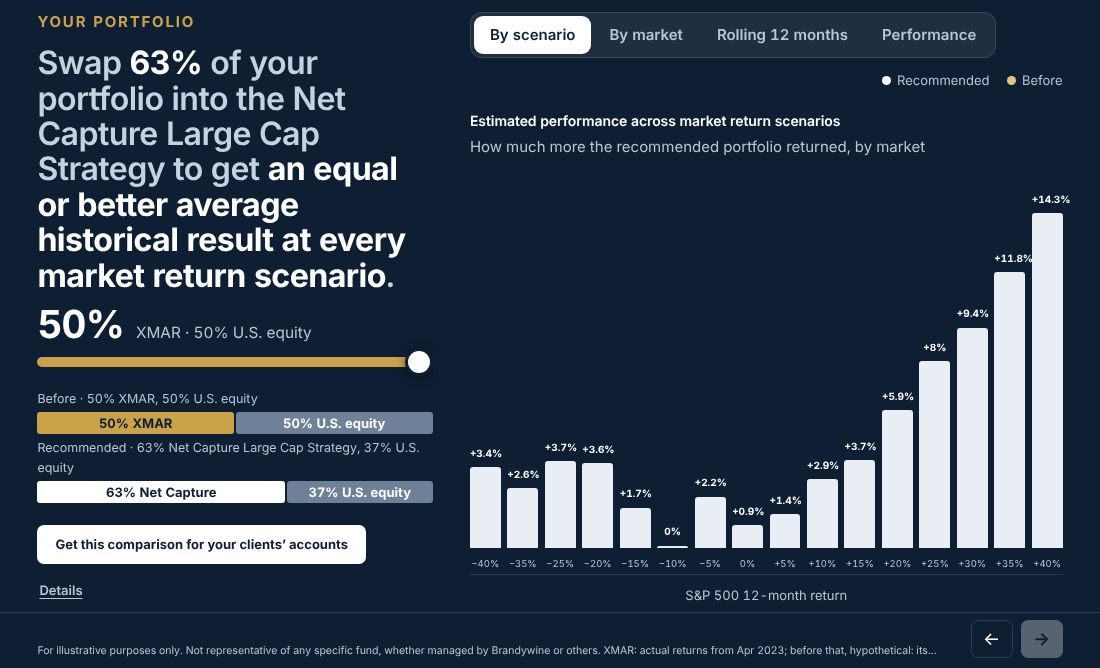 YOUR PORTFOLIO
Swap 63% of your
portfolio into the Net
Capture Large Cap
Strategy to get an equal
or better average
historical result at every
market return scenario.
50% XMAR · 50% U.S. equity
Before · 50% XMAR, 50% U.S. equity
50% XMAR 50% U.S. equity
Recommended · 63% Net Capture Large Cap Strategy, 37% U.S.
equity
63% Net Capture 37% U.S. equity
Get this comparison for your clients’ accounts
Details
By scenario By market Rolling 12 months Performance
Recommended Before
Estimated performance across market return scenarios
How much more the recommended portfolio returned, by market
+3.4% +2.6% +3.7% +3.6% +1.7% 0% +2.2% +0.9% +1.4% +2.9% +3.7% +5.9% +8% +9.4% +11.8% +14.3%
−40% −35% −25% −20% −15% −10% −5% 0% +5% +10% +15% +20% +25% +30% +35% +40%
S&P 500 12-month return
For illustrative purposes only. Not representative of any specific fund, whether managed by Brandywine or others. XMAR: actual returns from Apr 2023; before that, hypothetical: its...
← →